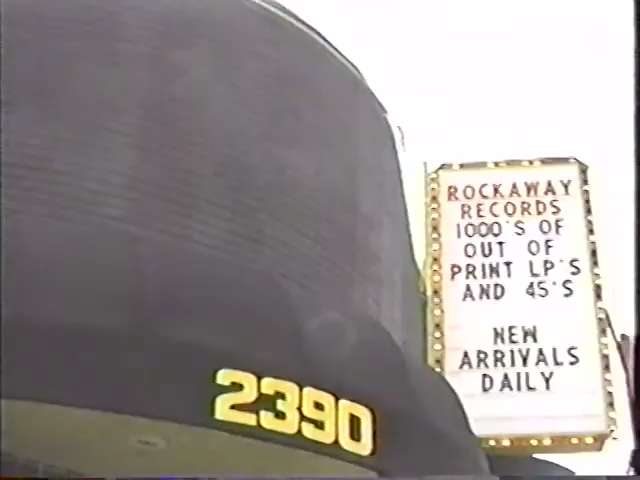 ROCKAWAY
RECORDS
1000'S OF
OUT OF
PRINT LP'S
AND 45'S
NEW
ARRIVALS
DAILY
2390